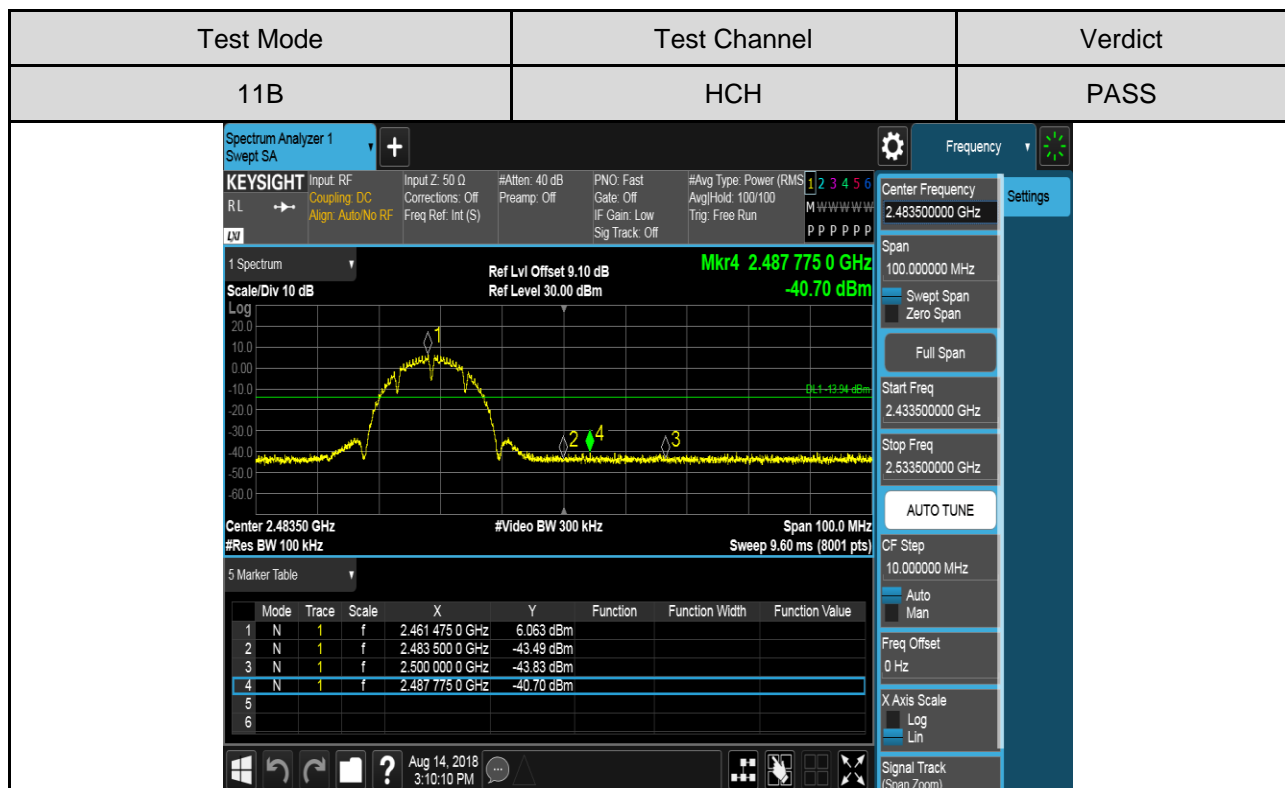 Test Mode Test Channel Verdict
11B HCH PASS
Spectrum Analyzer 1
Swept SA
+
Frequency
KEYSIGHT Input: RF Input Z: 50 Ω #Atten: 40 dB PNO: Fast #Avg Type: Power (RMS 1 2 3 4 5 6
RL Coupling: DC Corrections: Off Preamp: Off Gate: Off Avg|Hold: 100/100 M W W W W W
Align: Auto/No RF Freq Ref: Int (S) IF Gain: Low Trig: Free Run
LXI Sig Track: Off P P P P P P
1 Spectrum
Ref Lvl Offset 9.10 dB Mkr4 2.487 775 0 GHz
Scale/Div 10 dB Ref Level 30.00 dBm -40.70 dBm
Log
20.0
10.0
0.00
-10.0
-20.0
-30.0
-40.0
-50.0
-60.0
1
DL1 -13.94 dBm
2 4 3
Center 2.48350 GHz #Video BW 300 kHz Span 100.0 MHz
#Res BW 100 kHz Sweep 9.60 ms (8001 pts)
5 Marker Table
Mode Trace Scale X Y Function Function Width Function Value
1 N 1 f 2.461 475 0 GHz 6.063 dBm
2 N 1 f 2.483 500 0 GHz -43.49 dBm
3 N 1 f 2.500 000 0 GHz -43.83 dBm
4 N 1 f 2.487 775 0 GHz -40.70 dBm
5
6
? Aug 14, 2018
3:10:10 PM
Center Frequency
2.483500000 GHz
Settings
Span
100.000000 MHz
Swept Span
Zero Span
Full Span
Start Freq
2.433500000 GHz
Stop Freq
2.533500000 GHz
AUTO TUNE
CF Step
10.000000 MHz
Auto
Man
Freq Offset
0 Hz
X Axis Scale
Log
Lin
Signal Track
(Span Zoom)